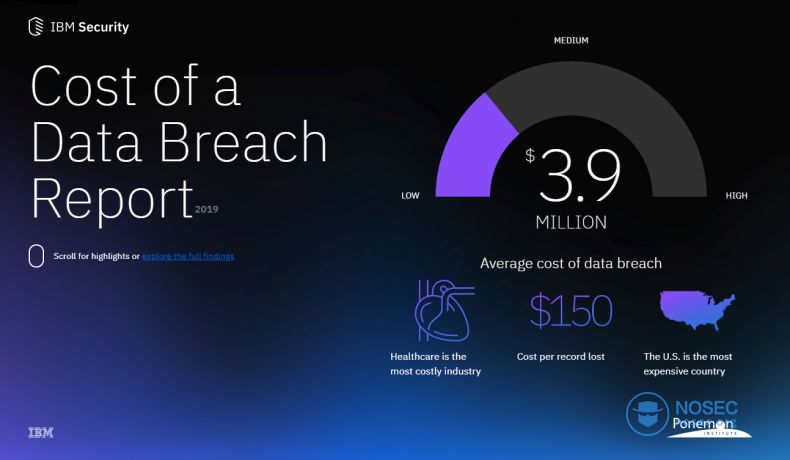 IBM Security
Cost of a
Data Breach
Report 2019
Scroll for highlights or explore the full findings
MEDIUM
LOW
HIGH
$3.9
MILLION
Average cost of data breach
Healthcare is the
most costly industry
$150
Cost per record lost
The U.S. is the most
expensive country
IBM
NOSEC
Ponemon
INSTITUTE